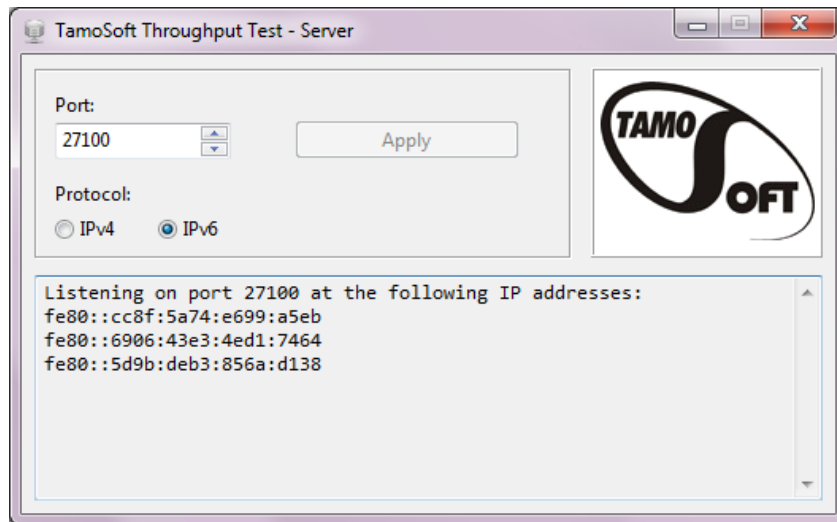 TamoSoft Throughput Test - Server
Port:
27100
Apply
Protocol:
IPv4
IPv6
TAMO
SOFT
Listening on port 27100 at the following IP addresses:
fe80::cc8f:5a74:e699:a5eb
fe80::6906:43e3:4ed1:7464
fe80::5d9b:deb3:856a:d138